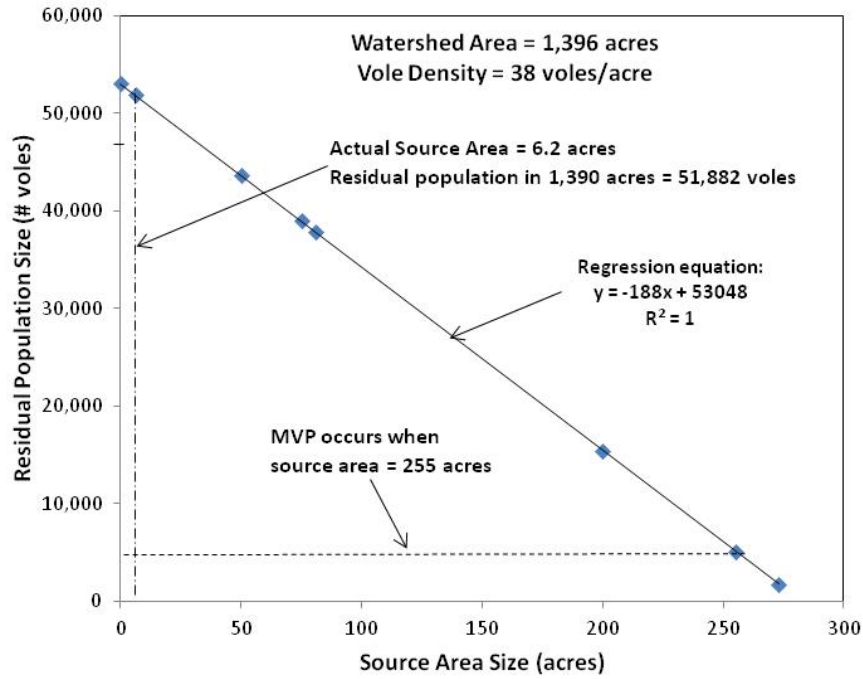 60,000
50,000
40,000
30,000
20,000
10,000
0
Residual Population Size (# voles)
Watershed Area = 1,396 acres
Vole Density = 38 voles/acre
Actual Source Area = 6.2 acres
Residual population in 1,390 acres = 51,882 voles
Regression equation:
y = -188x + 53048
R² = 1
MVP occurs when
source area = 255 acres
0 50 100 150 200 250 300
Source Area Size (acres)